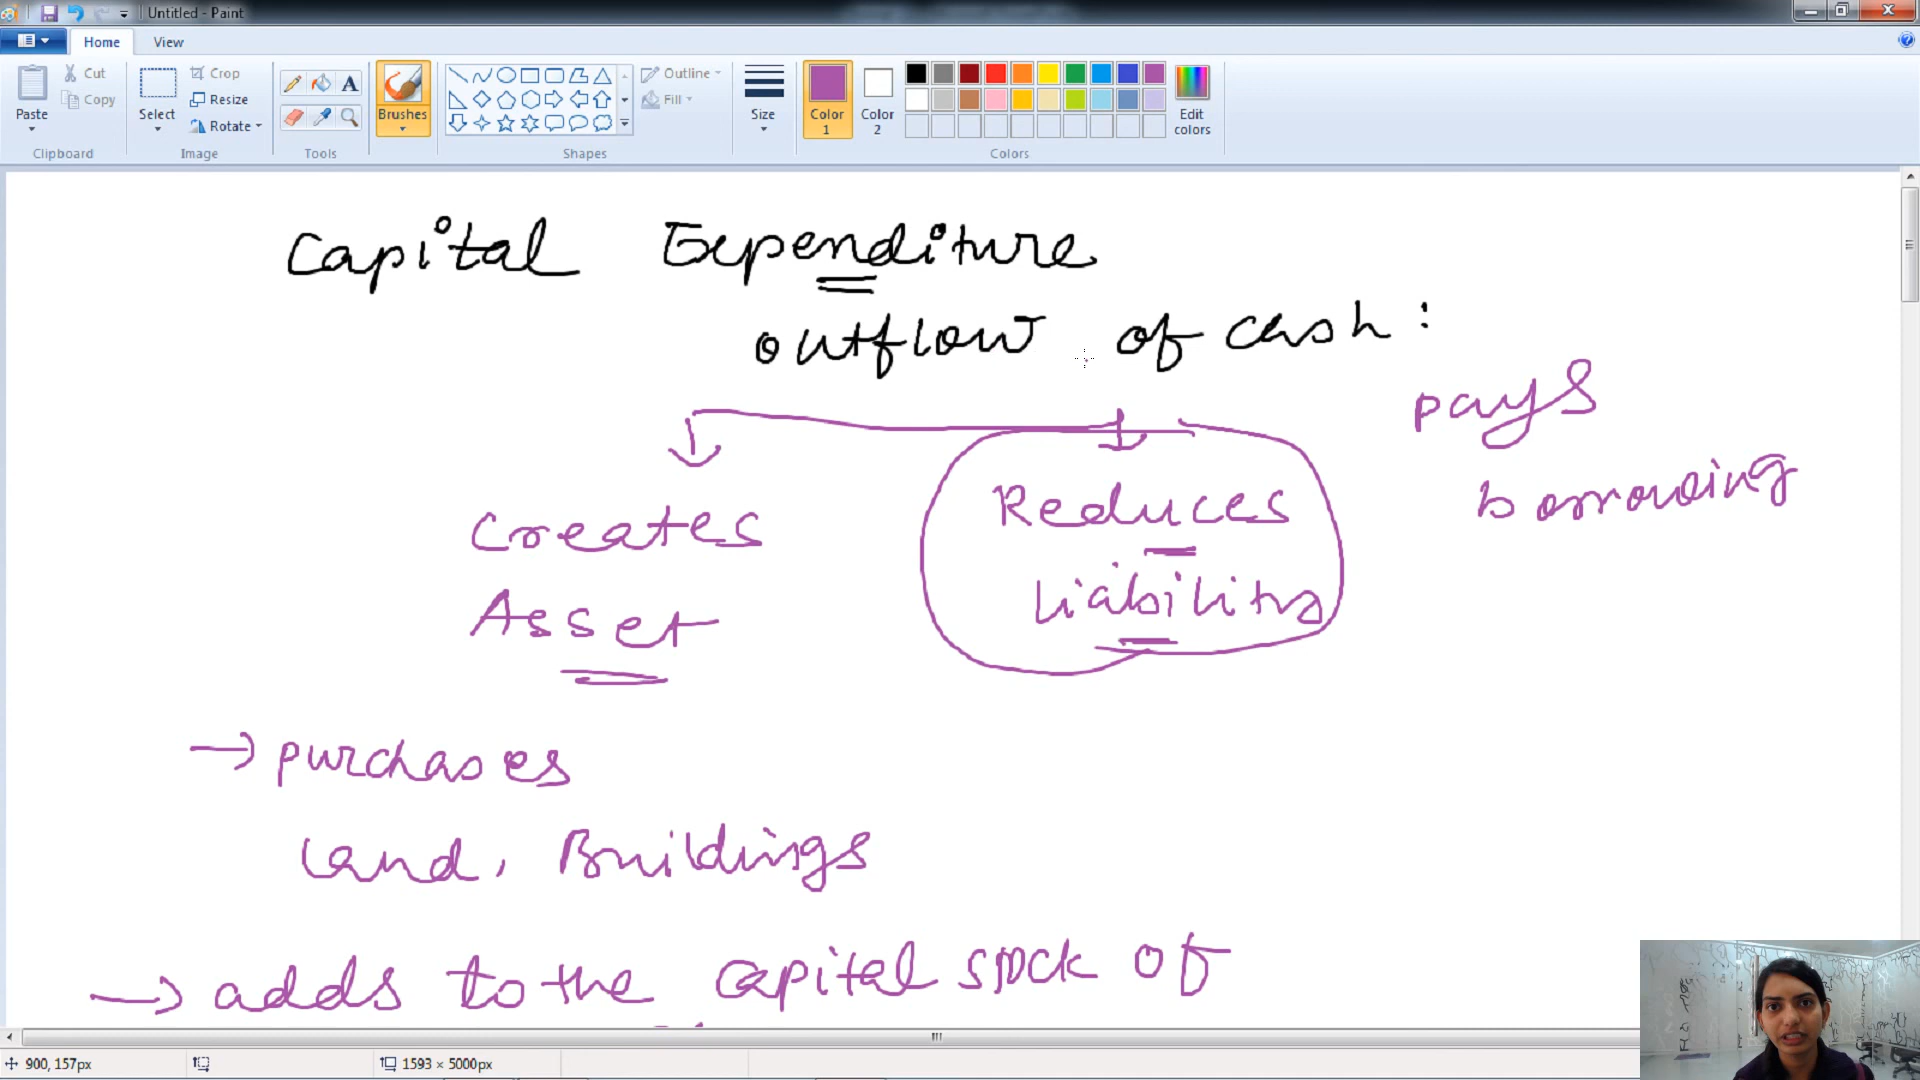 Untitled - Paint
Home View
Cut
Copy
Paste
Clipboard
Crop
Resize
Rotate
Select
Image
Tools
Brushes
Outline
Fill
Shapes
Size
Color 1
Color 2
Edit colors
Colors
Capital Expenditure
outflow of cash :
pays
borrowing
Creates
Asset
Reduces
Liability
→ purchases
Land, Buildings
→ adds to the capital stock of
900, 157px
1593 × 5000px